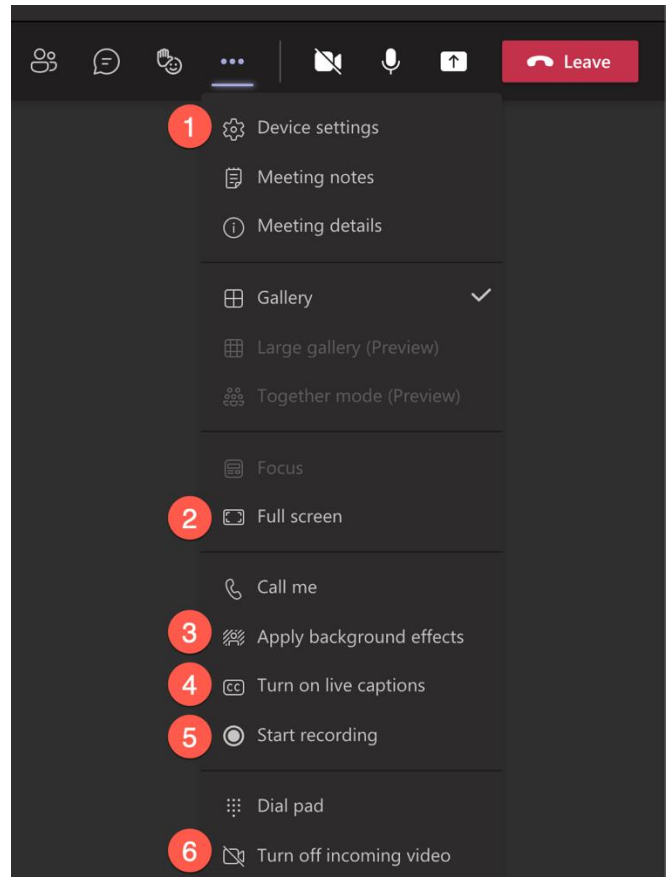 Leave
1 Device settings
Meeting notes
Meeting details
Gallery
Large gallery (Preview)
Together mode (Preview)
Focus
2 Full screen
Call me
3 Apply background effects
4 CC Turn on live captions
5 Start recording
Dial pad
6 Turn off incoming video